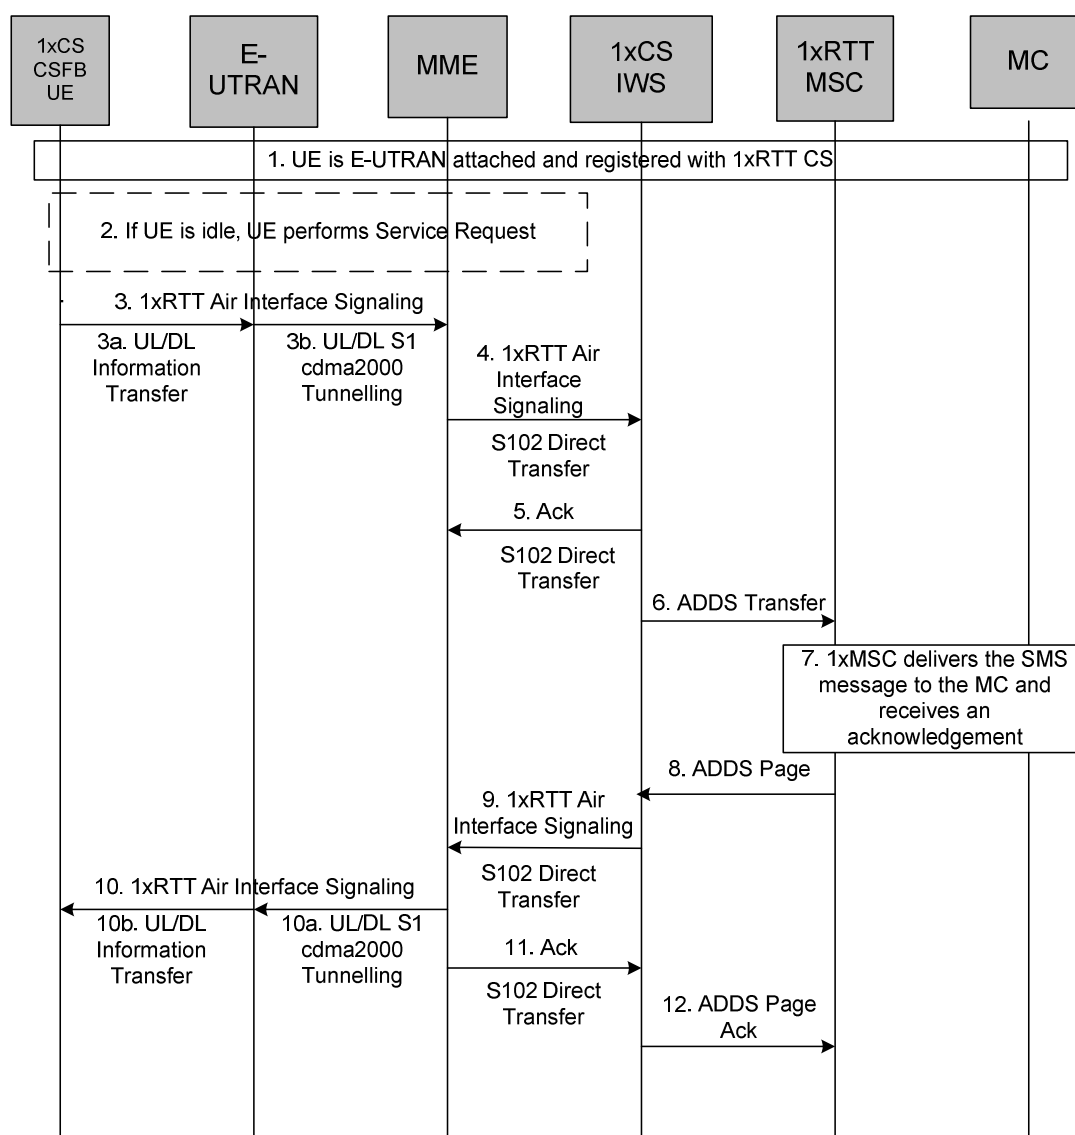 1xCS
CSFB
UE
E-
UTRAN
MME
1xCS
IWS
1xRTT
MSC
MC
1. UE is E-UTRAN attached and registered with 1xRTT CS
2. If UE is idle, UE performs Service Request
3. 1xRTT Air Interface Signaling
3a. UL/DL
Information
Transfer
3b. UL/DL S1
cdma2000
Tunnelling
4. 1xRTT Air
Interface
Signaling
S102 Direct
Transfer
5. Ack
S102 Direct
Transfer
6. ADDS Transfer
7. 1xMSC delivers the SMS
message to the MC and
receives an
acknowledgement
8. ADDS Page
9. 1xRTT Air
Interface Signaling
S102 Direct
Transfer
10. 1xRTT Air Interface Signaling
10b. UL/DL
Information
Transfer
10a. UL/DL S1
cdma2000
Tunnelling
11. Ack
S102 Direct
Transfer
12. ADDS Page
Ack